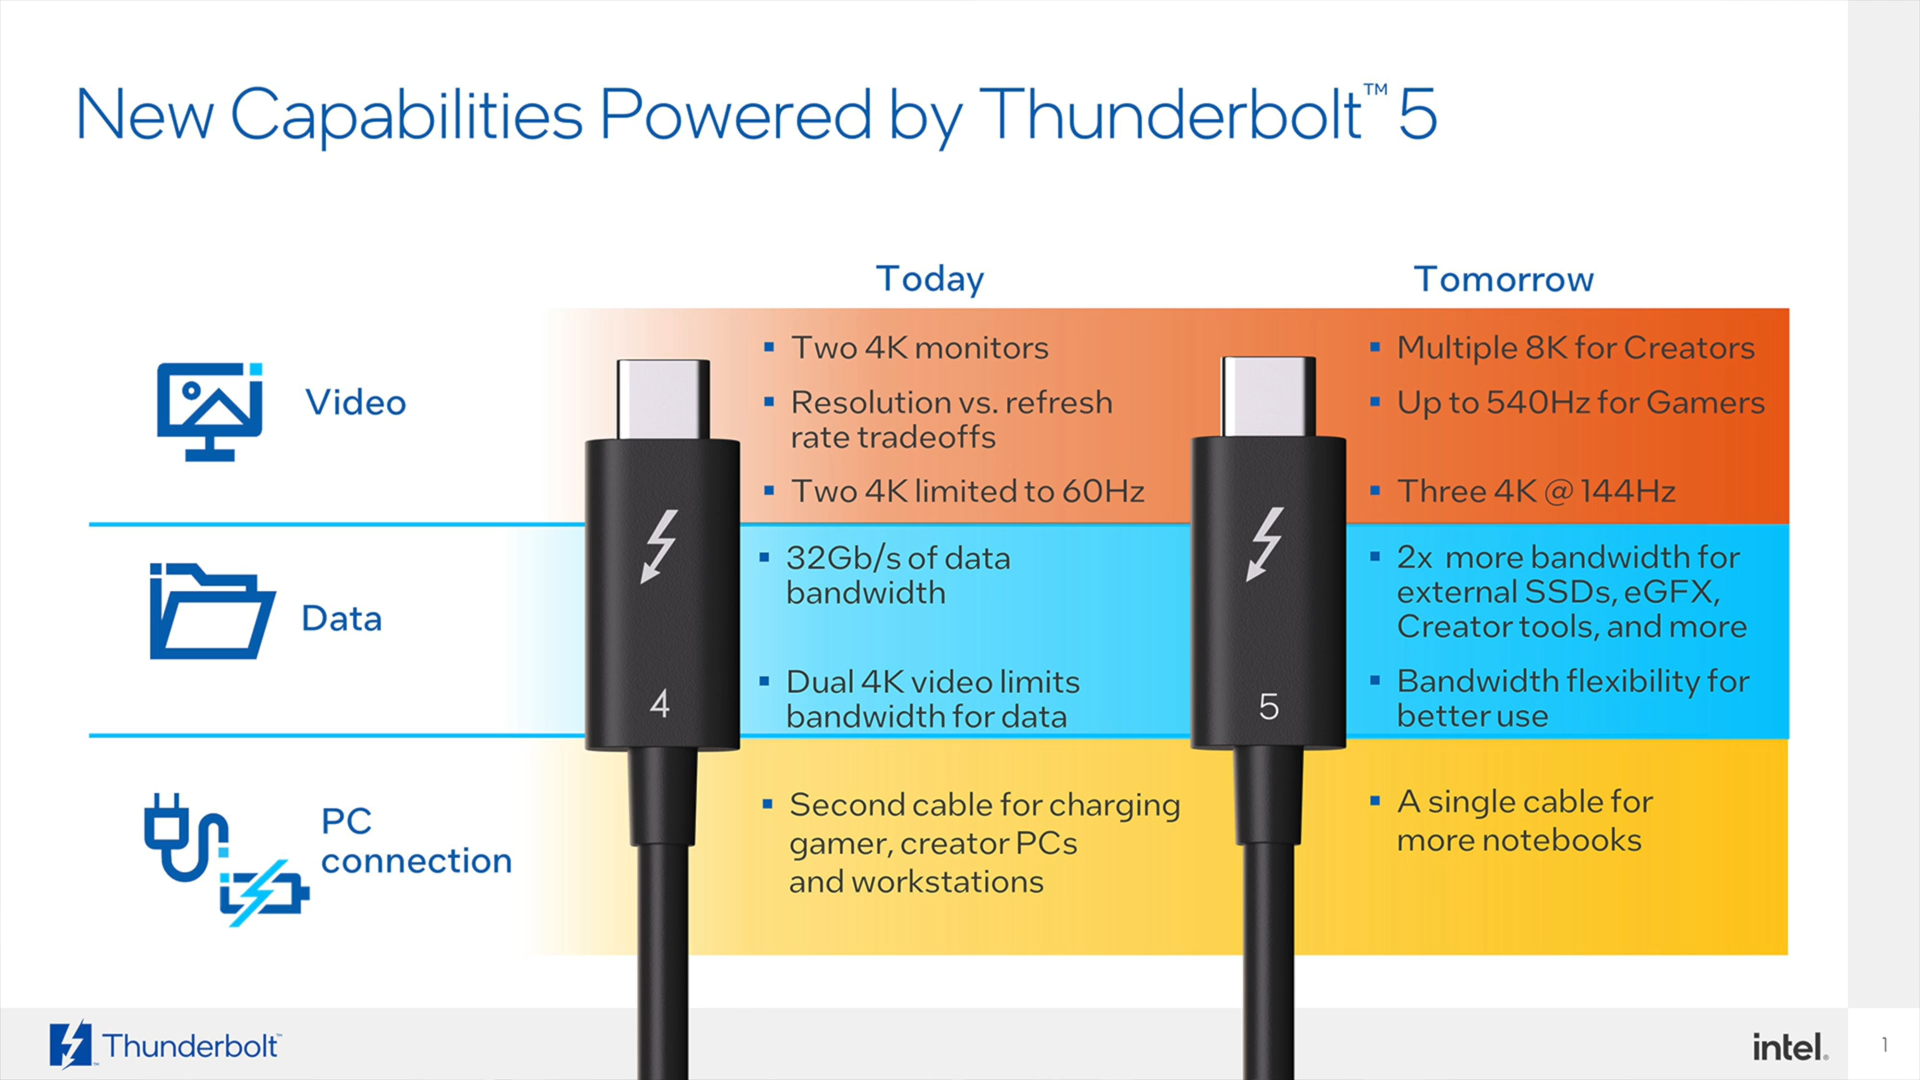 New Capabilities Powered by Thunderbolt™ 5
Today
Tomorrow
Video
▪ Two 4K monitors
▪ Resolution vs. refresh
rate tradeoffs
▪ Two 4K limited to 60Hz
▪ Multiple 8K for Creators
▪ Up to 540Hz for Gamers
▪ Three 4K @ 144Hz
Data
▪ 32Gb/s of data
bandwidth
▪ Dual 4K video limits
bandwidth for data
▪ 2x more bandwidth for
external SSDs, eGFX,
Creator tools, and more
▪ Bandwidth flexibility for
better use
4
5
PC
connection
▪ Second cable for charging
gamer, creator PCs
and workstations
▪ A single cable for
more notebooks
Thunderbolt™
intel.
1